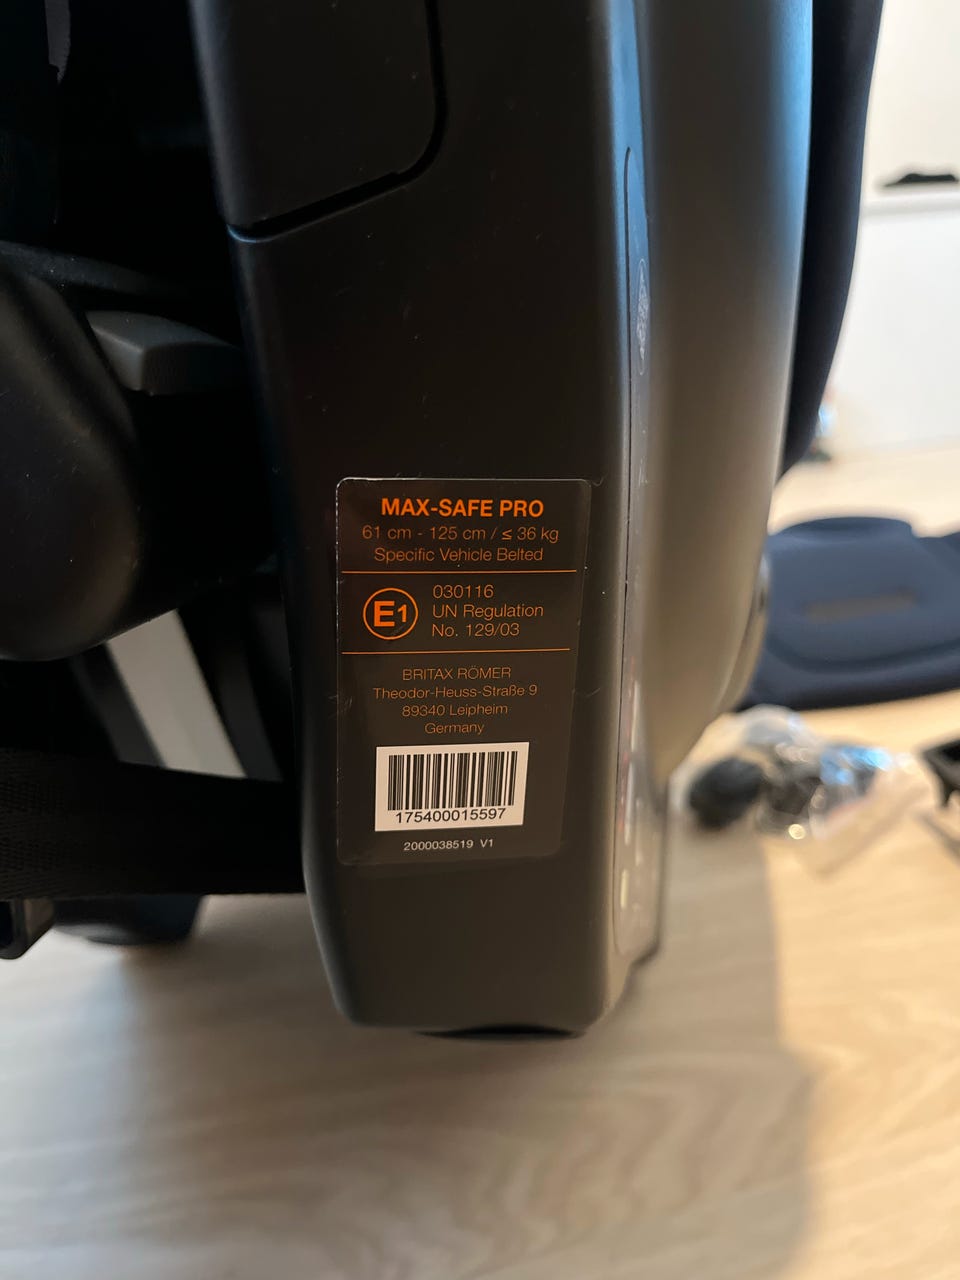 MAX-SAFE PRO
61 cm - 125 cm / ≤ 36 kg
Specific Vehicle Belted
E1
030116
UN Regulation
No. 129/03
BRITAX RÖMER
Theodor-Heuss-Straße 9
89340 Leipheim
Germany
175400015597
2000038519 V1